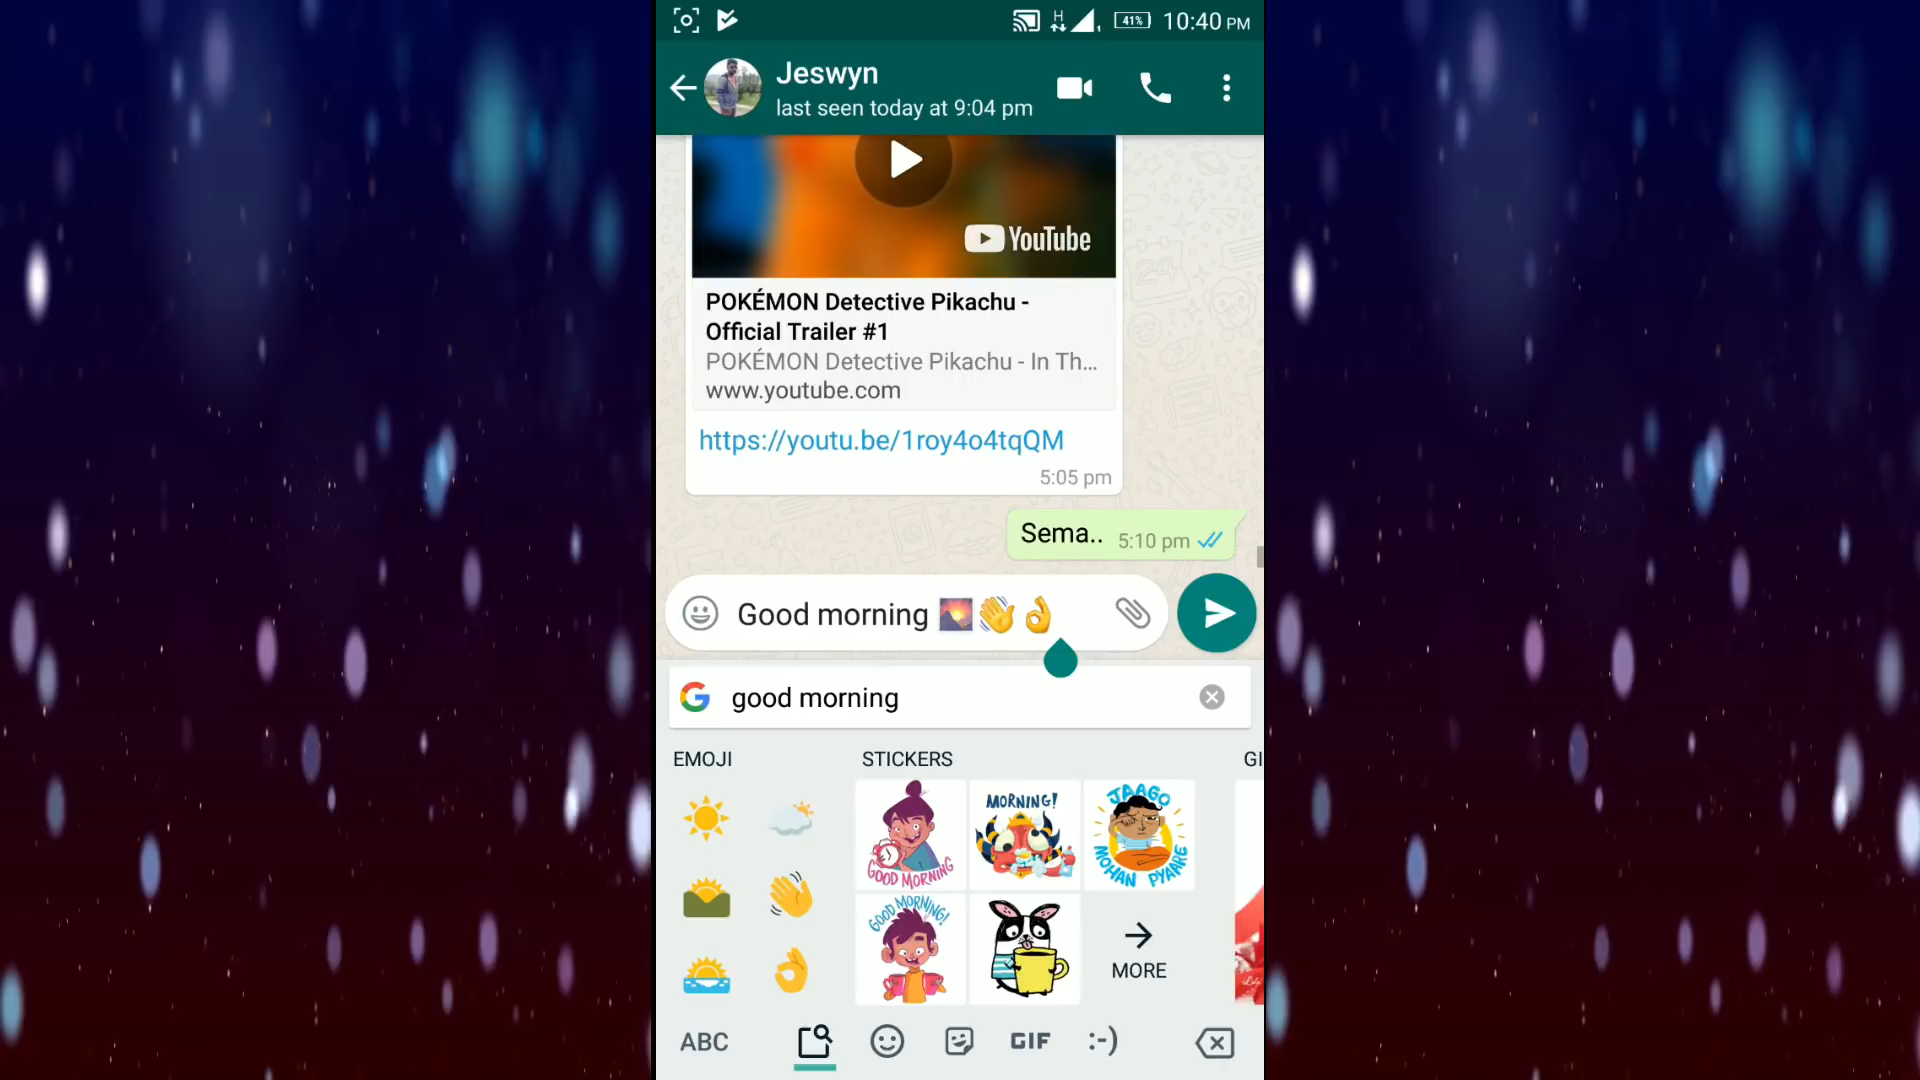 41% 10:40 PM
H
Jeswyn
last seen today at 9:04 pm
YouTube
POKÉMON Detective Pikachu -
Official Trailer #1
POKÉMON Detective Pikachu - In Th...
www.youtube.com
https://youtu.be/1roy4o4tqQM
5:05 pm
Sema.. 5:10 pm
Good morning 🌄👋👌
good morning
EMOJI STICKERS GI
GOOD MORNING
MORNING!
JAAGO
MOHAN PYAARE
GOOD MORNING!
MORE
ABC GIF :-)